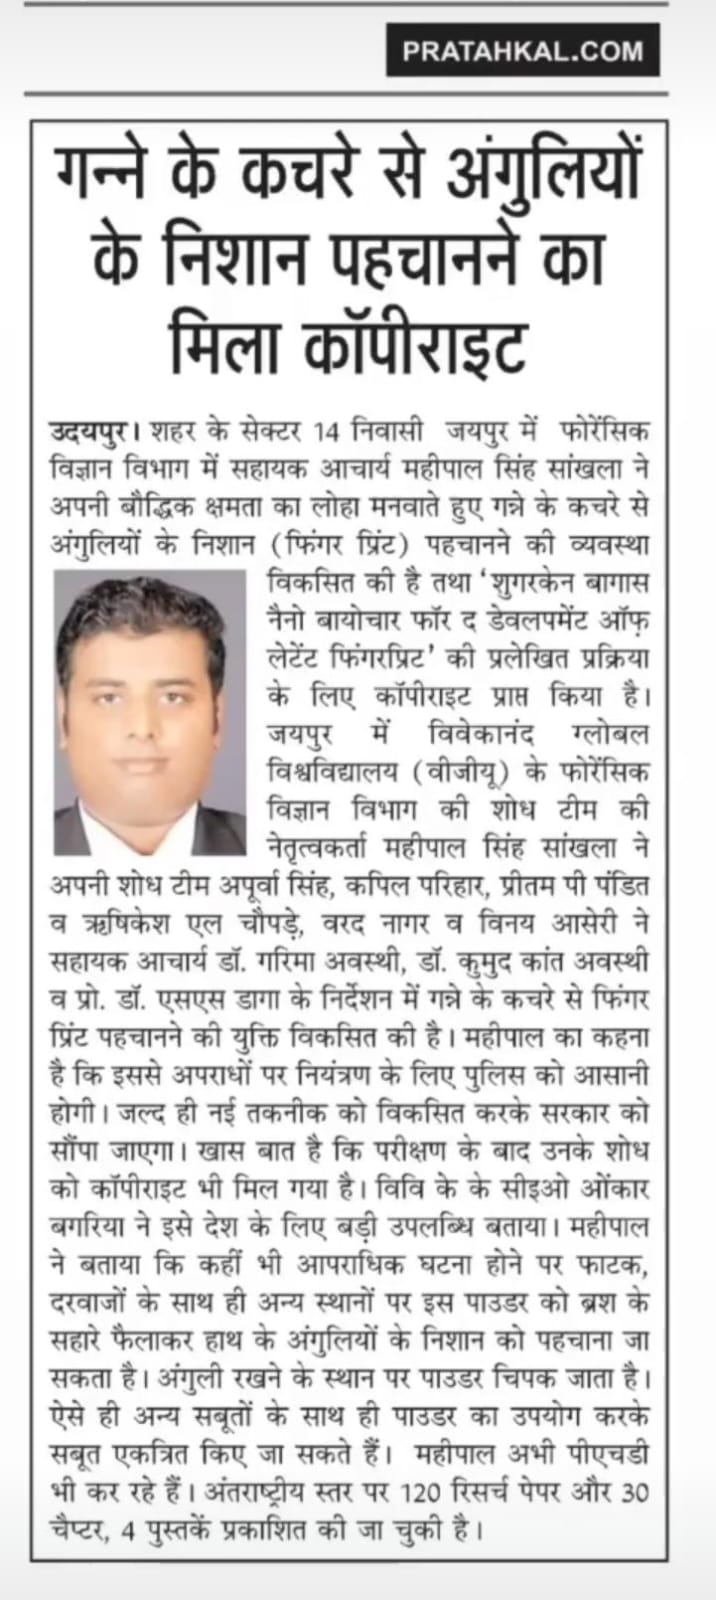 PRATAHKAL.COM
गन्ने के कचरे से अंगुलियों
के निशान पहचानने का
मिला कॉपीराइट
उदयपुर। शहर के सेक्टर 14 निवासी जयपुर में फोरेंसिक
विज्ञान विभाग में सहायक आचार्य महीपाल सिंह सांखला ने
अपनी बौद्धिक क्षमता का लोहा मनवाते हुए गन्ने के कचरे से
अंगुलियों के निशान (फिंगर प्रिंट) पहचानने की व्यवस्था
विकसित की है तथा ‘शुगरकेन बागास
नैनो बायोचार फॉर द डेवलपमेंट ऑफ
लेटेंट फिंगरप्रिट’ की प्रलेखित प्रक्रिया
के लिए कॉपीराइट प्राप्त किया है।
जयपुर में विवेकानंद ग्लोबल
विश्वविद्यालय (वीजीयू) के फोरेंसिक
विज्ञान विभाग की शोध टीम की
नेतृत्वकर्ता महीपाल सिंह सांखला ने
अपनी शोध टीम अपूर्वा सिंह, कपिल परिहार, प्रीतम पी पंडित
व ऋषिकेश एल चौपड़े, वरद नागर व विनय आसेरी ने
सहायक आचार्य डॉ. गरिमा अवस्थी, डॉ. कुमुद कांत अवस्थी
व प्रो. डॉ. एसएस डागा के निर्देशन में गन्ने के कचरे से फिंगर
प्रिंट पहचानने की युक्ति विकसित की है। महीपाल का कहना
है कि इससे अपराधों पर नियंत्रण के लिए पुलिस को आसानी
होगी। जल्द ही नई तकनीक को विकसित करके सरकार को
सौंपा जाएगा। खास बात है कि परीक्षण के बाद उनके शोध
को कॉपीराइट भी मिल गया है। विवि के के सीइओ ओंकार
बगरिया ने इसे देश के लिए बड़ी उपलब्धि बताया। महीपाल
ने बताया कि कहीं भी आपराधिक घटना होने पर फाटक,
दरवाजों के साथ ही अन्य स्थानों पर इस पाउडर को ब्रश के
सहारे फैलाकर हाथ के अंगुलियों के निशान को पहचाना जा
सकता है। अंगुली रखने के स्थान पर पाउडर चिपक जाता है।
ऐसे ही अन्य सबूतों के साथ ही पाउडर का उपयोग करके
सबूत एकत्रित किए जा सकते हैं। महीपाल अभी पीएचडी
भी कर रहे हैं। अंतराष्ट्रीय स्तर पर 120 रिसर्च पेपर और 30
चैप्टर, 4 पुस्तकें प्रकाशित की जा चुकी है।